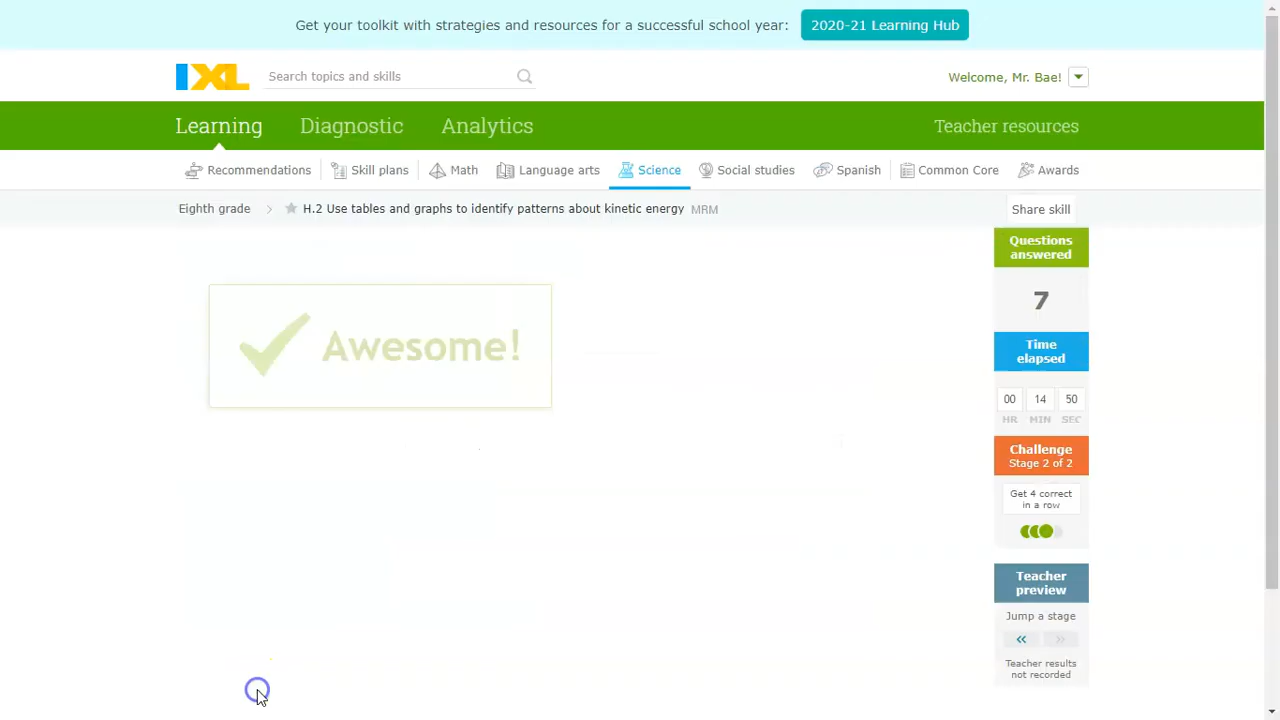 Get your toolkit with strategies and resources for a successful school year: 2020-21 Learning Hub
IXL Search topics and skills Welcome, Mr. Bae!
Learning Diagnostic Analytics Teacher resources
Recommendations Skill plans Math Language arts Science Social studies Spanish Common Core Awards
Eighth grade > H.2 Use tables and graphs to identify patterns about kinetic energy MRM Share skill
Awesome!
Questions
answered
7
Time
elapsed
00 14 50
HR MIN SEC
Challenge
Stage 2 of 2
Get 4 correct
in a row
Teacher
preview
Jump a stage
<< >>
Teacher results
not recorded